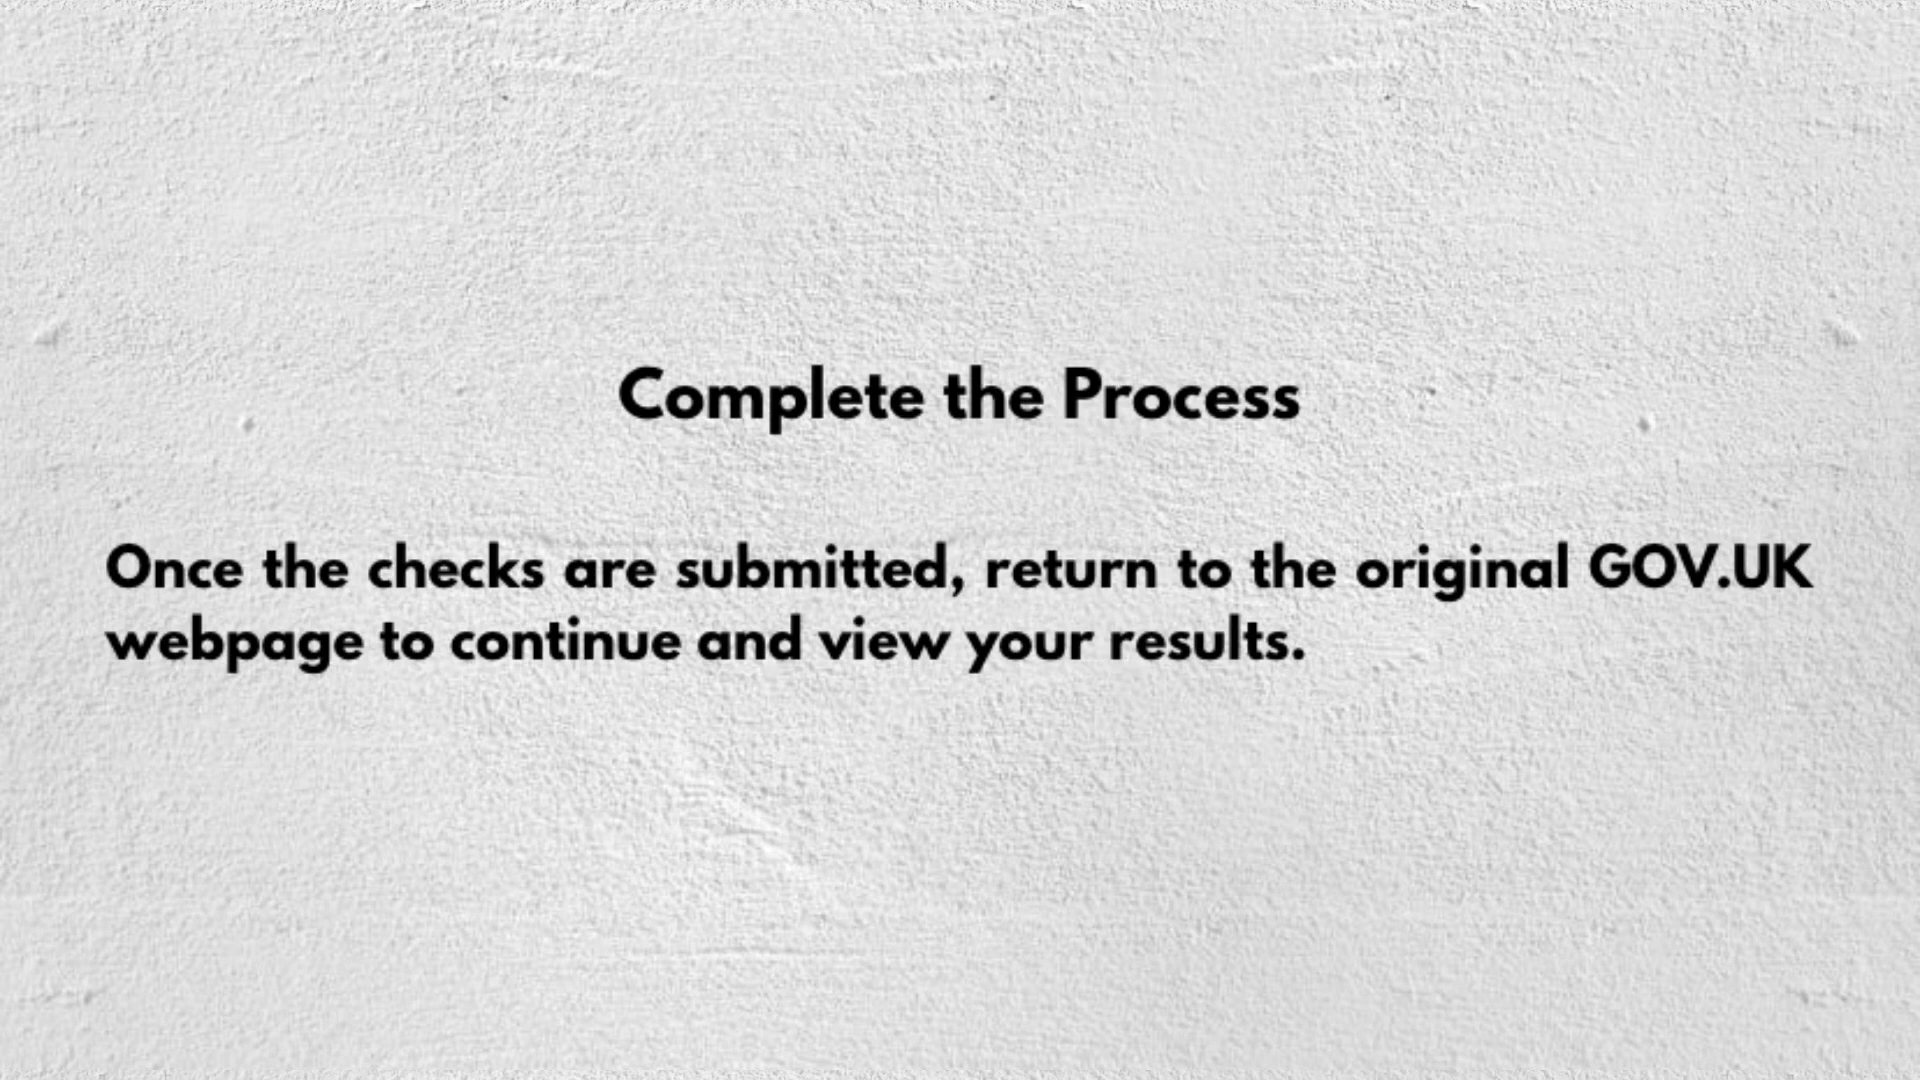 Complete the Process
Once the checks are submitted, return to the original GOV.UK
webpage to continue and view your results.